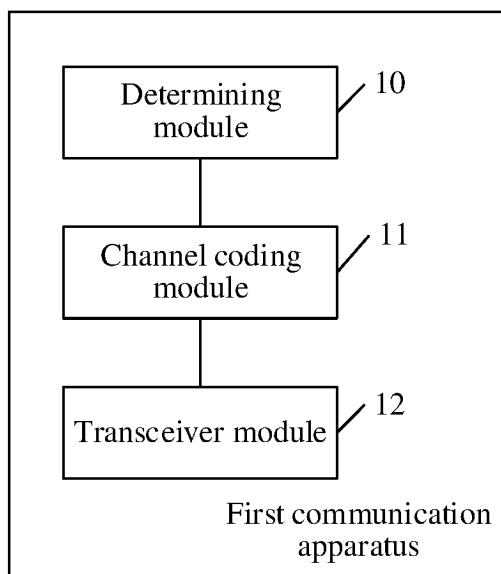 Determining
module
10
Channel coding
module
11
Transceiver module
12
First communication
apparatus